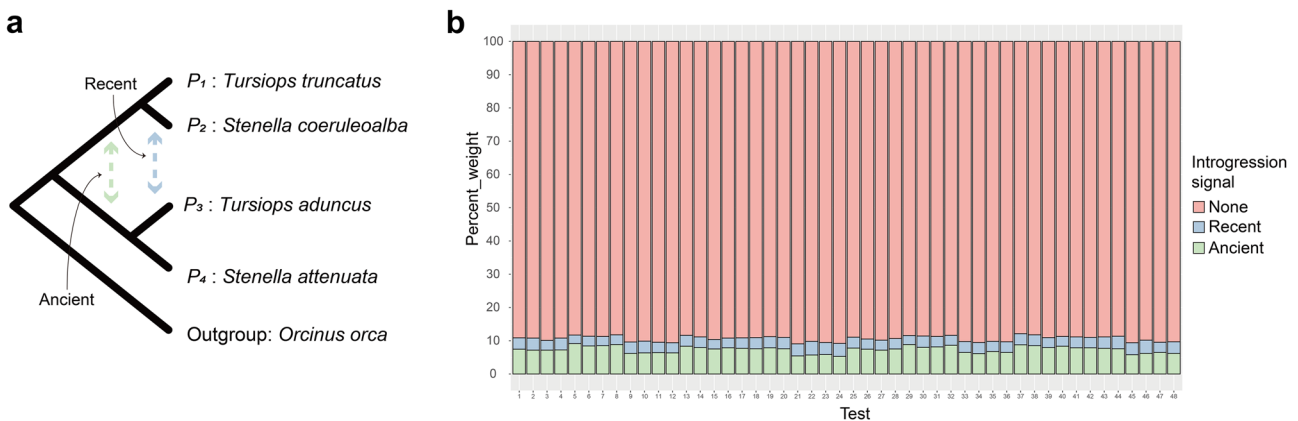 a
Recent
P₁ : Tursiops truncatus
P₂ : Stenella coeruleoalba
P₃ : Tursiops aduncus
P₄ : Stenella attenuata
Ancient
Outgroup: Orcinus orca
b
Percent_weight
100
90
80
70
60
50
40
30
20
10
0
1 2 3 4 5 6 7 8 9 10 11 12 13 14 15 16 17 18 19 20 21 22 23 24 25 26 27 28 29 30 31 32 33 34 35 36 37 38 39 40 41 42 43 44 45 46 47 48
Test
Introgression
signal
None
Recent
Ancient